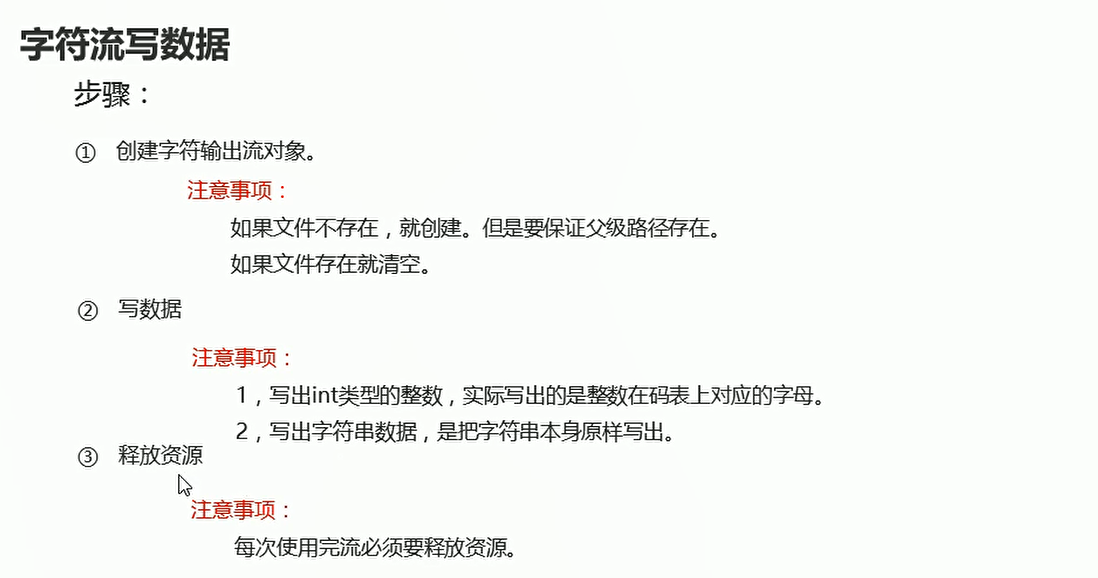 字符流写数据
步骤：
① 创建字符输出流对象。
注意事项：
如果文件不存在，就创建。但是要保证父级路径存在。
如果文件存在就清空。
② 写数据
注意事项：
1，写出int类型的整数，实际写出的是整数在码表上对应的字母。
2，写出字符串数据，是把字符串本身原样写出。
③ 释放资源
注意事项：
每次使用完流必须要释放资源。